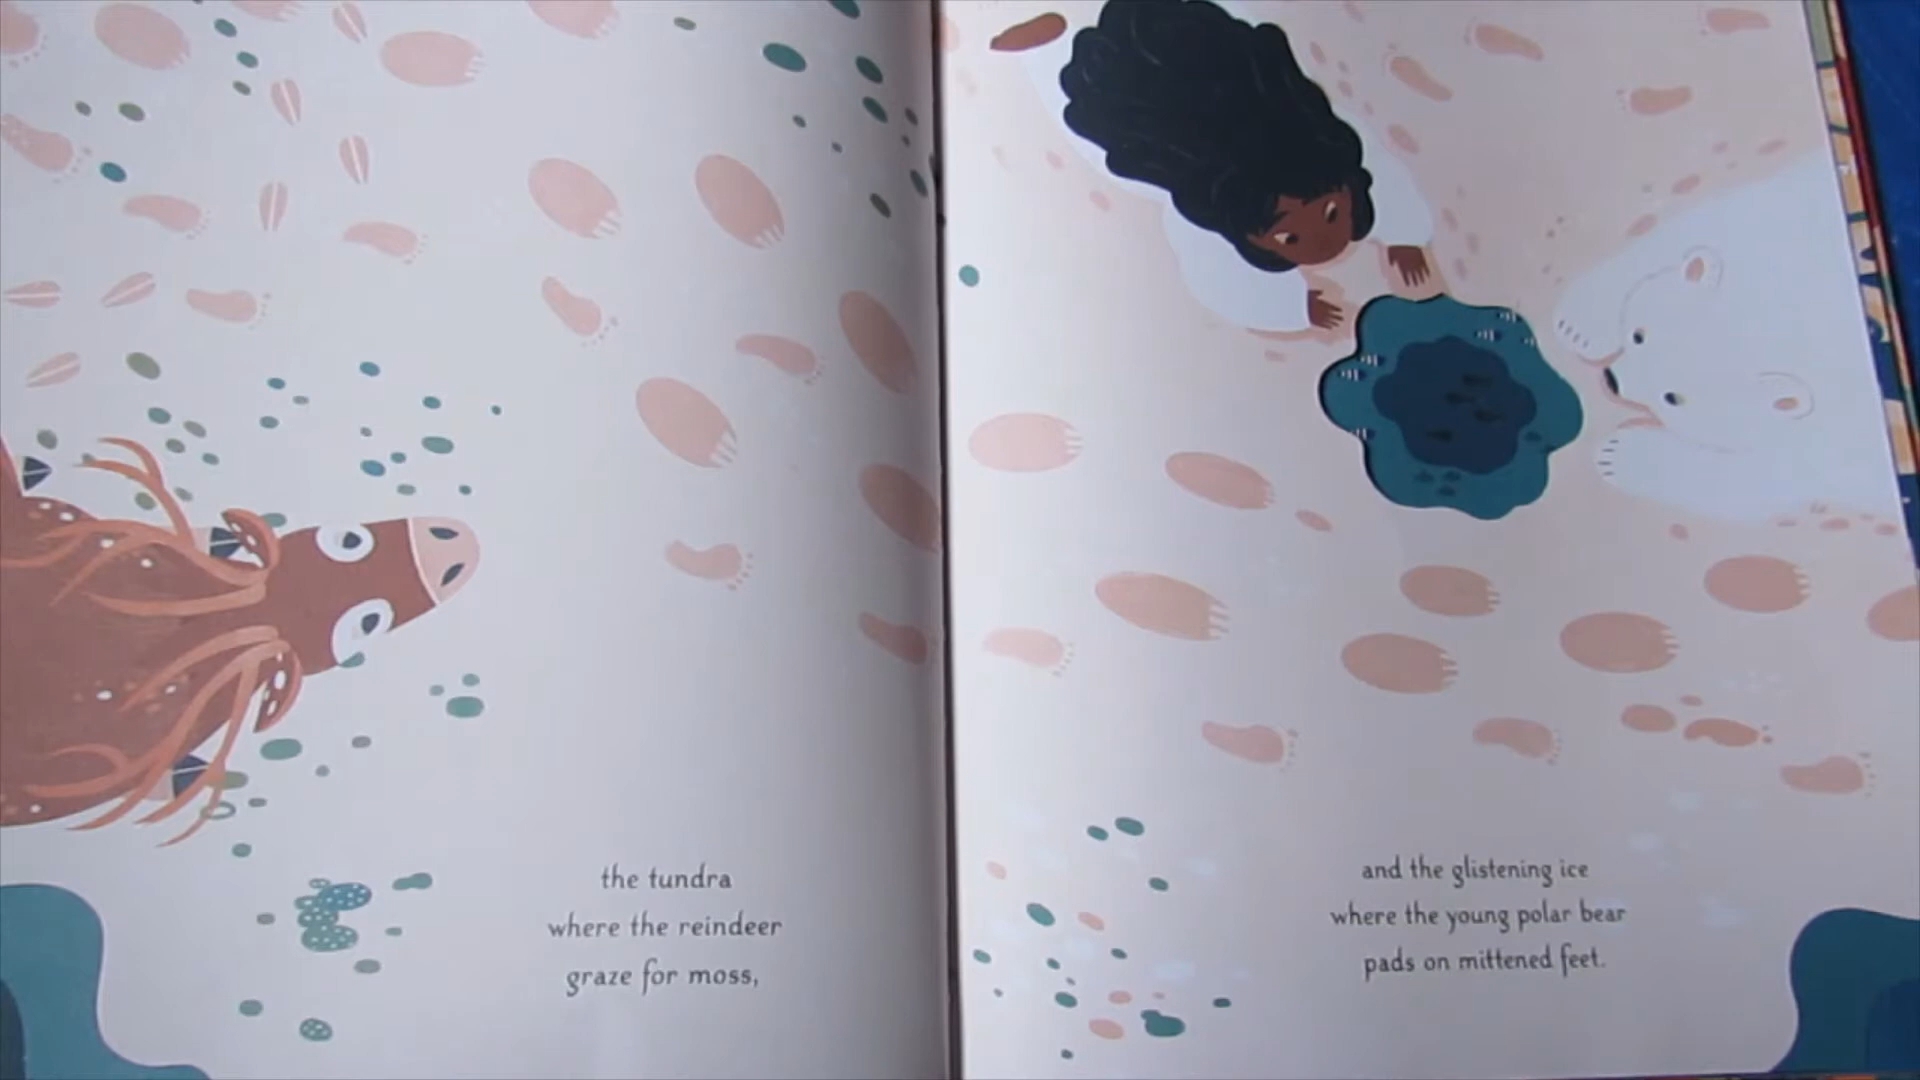 the tundra
where the reindeer
graze for moss,
and the glistening ice
where the young polar bear
pads on mittened feet.